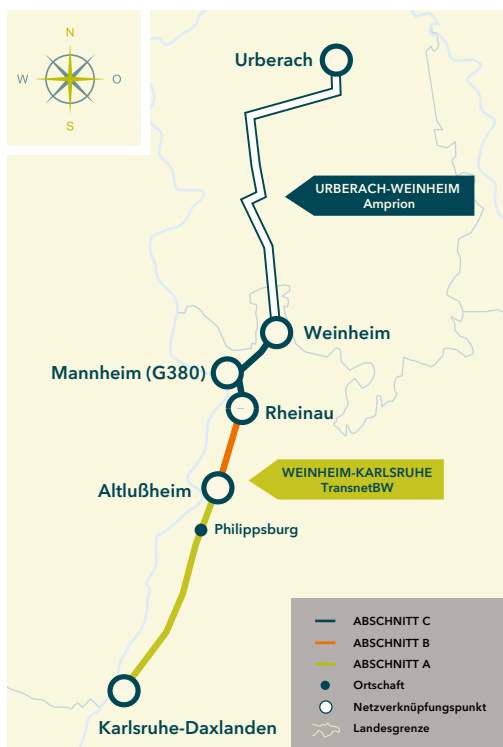 N
W
O
S
Urberach
URBERACH-WEINHEIM
Amprion
Weinheim
Mannheim (G380)
Rheinau
WEINHEIM-KARLSRUHE
TransnetBW
Altlußheim
Philippsburg
Karlsruhe-Daxlanden
ABSCHNITT C
ABSCHNITT B
ABSCHNITT A
Ortschaft
Netzverknüpfungspunkt
Landesgrenze